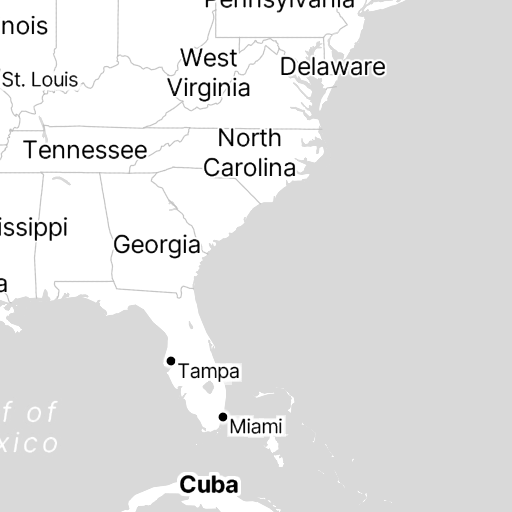 Pennsylvania
nois
West
Virginia
Delaware
St. Louis
North
Carolina
Tennessee
issippi
Georgia
a
Tampa
f of
xico
Miami
Cuba